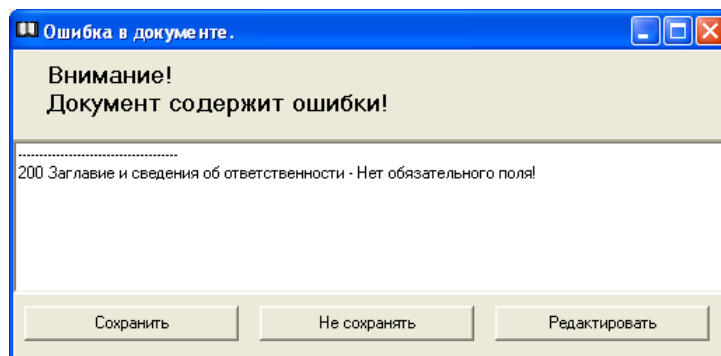 Ошибка в документе.
Внимание!
Документ содержит ошибки!
--------------------------------------
200 Заглавие и сведения об ответственности - Нет обязательного поля!
Сохранить Не сохранять Редактировать